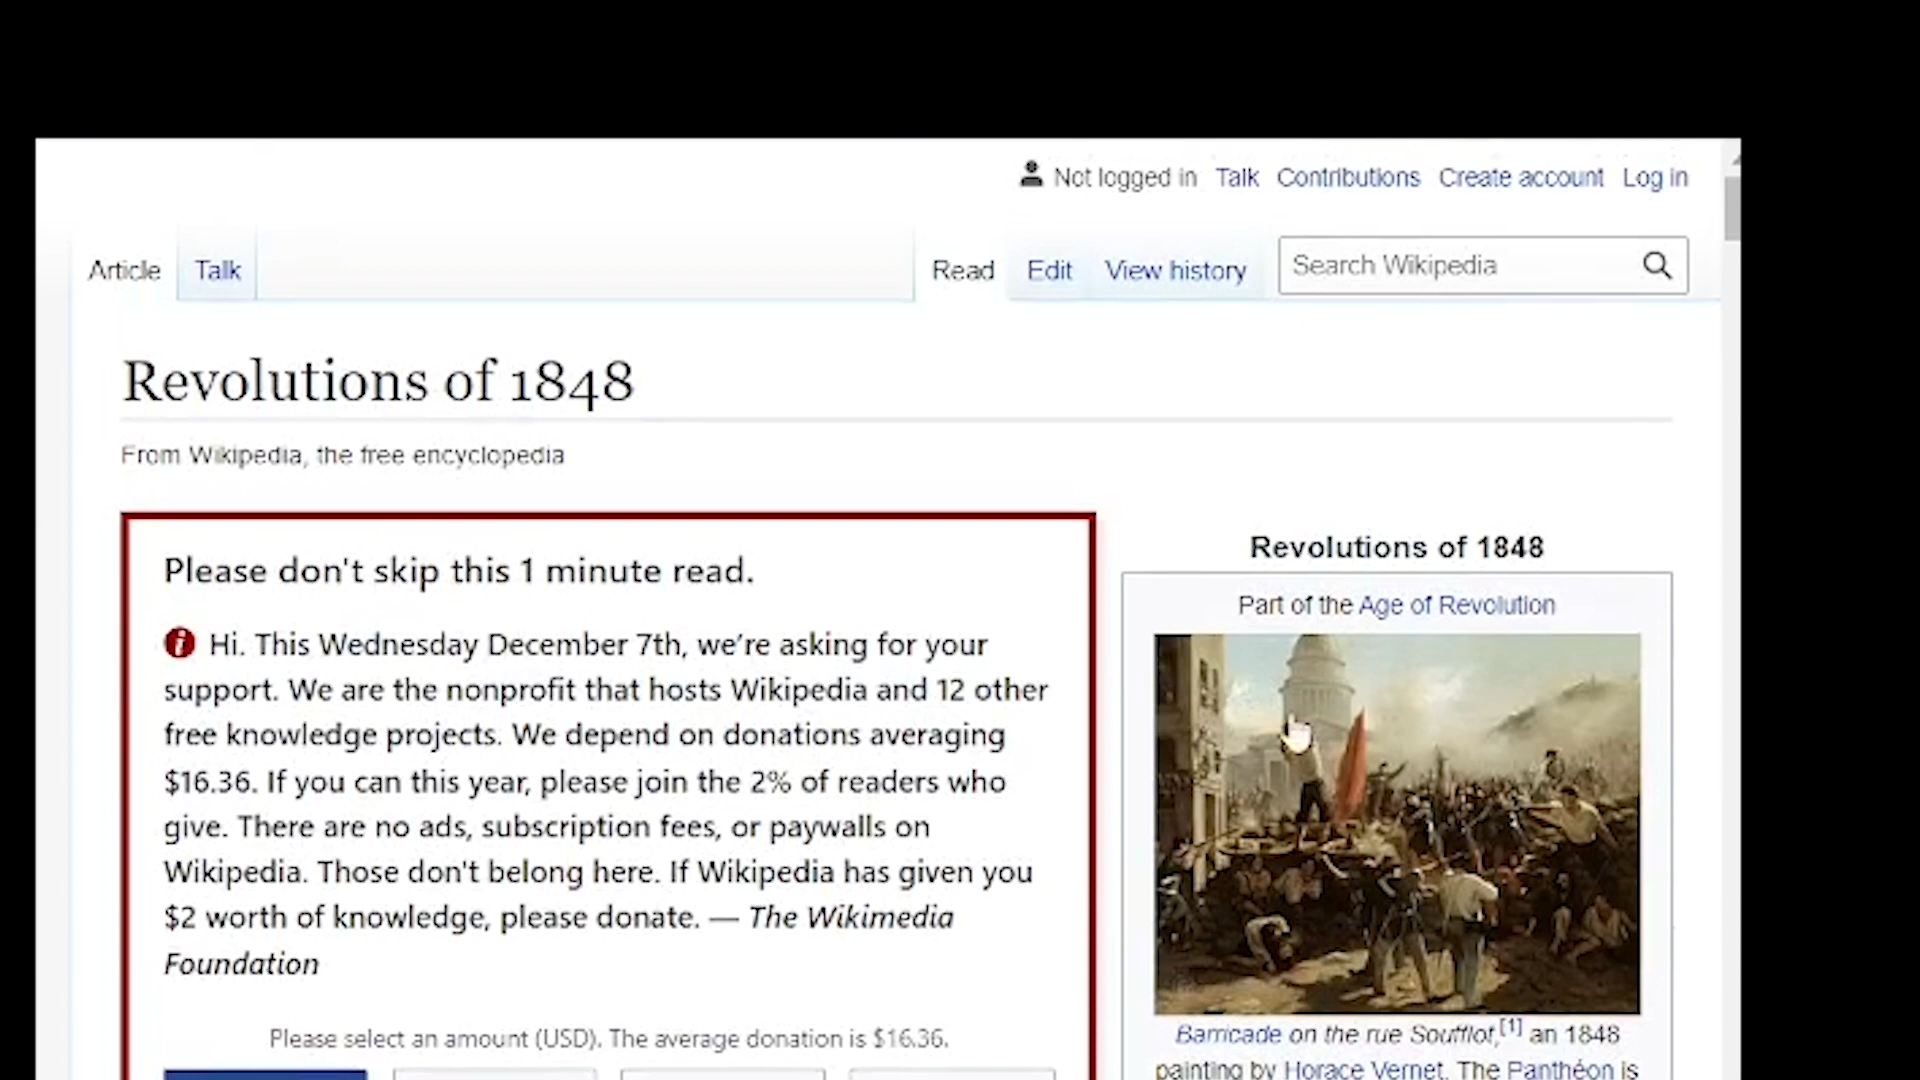 Not logged in Talk Contributions Create account Log in
Article Talk Read Edit View history Search Wikipedia
Revolutions of 1848
From Wikipedia, the free encyclopedia
Please don't skip this 1 minute read.
Hi. This Wednesday December 7th, we’re asking for your
support. We are the nonprofit that hosts Wikipedia and 12 other
free knowledge projects. We depend on donations averaging
$16.36. If you can this year, please join the 2% of readers who
give. There are no ads, subscription fees, or paywalls on
Wikipedia. Those don't belong here. If Wikipedia has given you
$2 worth of knowledge, please donate. — The Wikimedia
Foundation
Please select an amount (USD). The average donation is $16.36.
Revolutions of 1848
Part of the Age of Revolution
Barricade on the rue Soufflot,[1] an 1848
painting by Horace Vernet. The Panthéon is